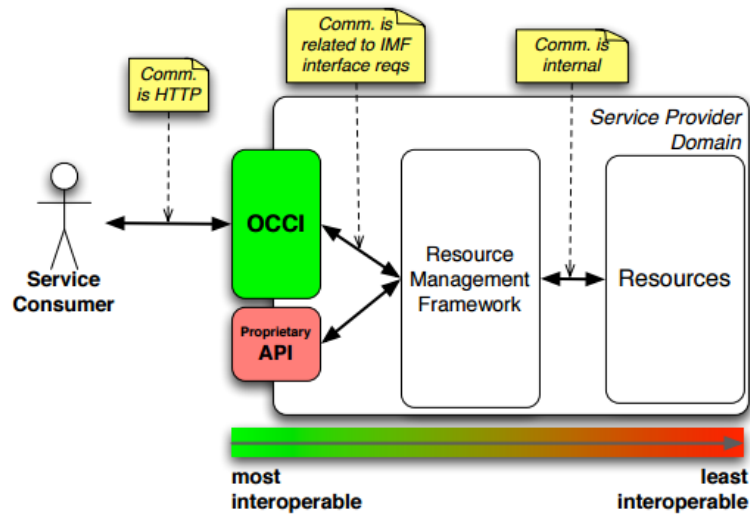 Comm.
is HTTP
Comm. is
related to IMF
interface reqs
Comm. is
internal
Service Provider
Domain
OCCI
Proprietary
API
Resource
Management
Framework
Resources
Service
Consumer
most
interoperable
least
interoperable